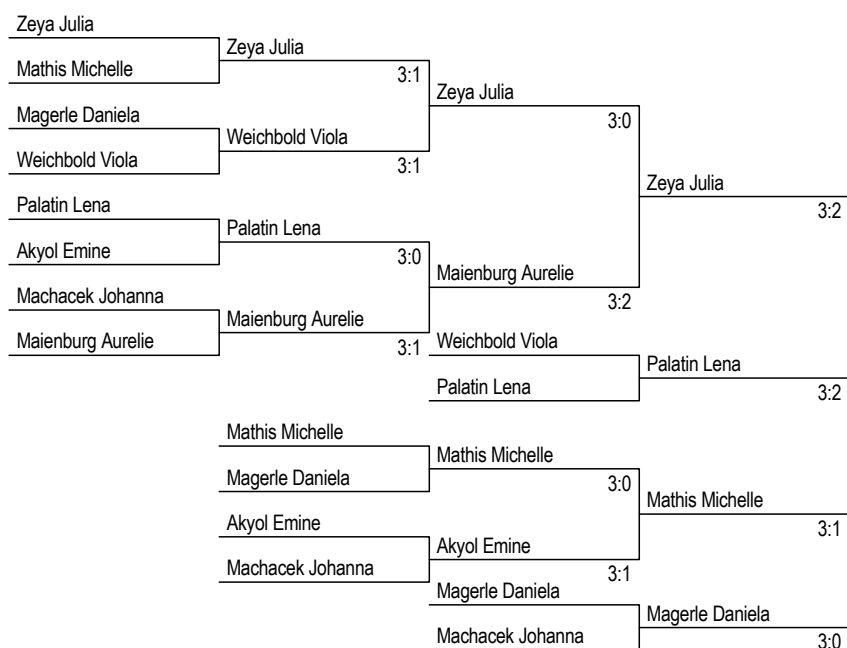 Zeya Julia
Zeya Julia
Mathis Michelle
3:1
Zeya Julia
Magerle Daniela
3:0
Weichbold Viola
Weichbold Viola
3:1
Zeya Julia
Palatin Lena
3:2
Palatin Lena
Akyol Emine
3:0
Maienburg Aurelie
Machacek Johanna
3:2
Maienburg Aurelie
Maienburg Aurelie
3:1
Weichbold Viola
Palatin Lena
Palatin Lena
3:2
Mathis Michelle
Mathis Michelle
Magerle Daniela
3:0
Mathis Michelle
Akyol Emine
3:1
Akyol Emine
Machacek Johanna
3:1
Magerle Daniela
Magerle Daniela
Machacek Johanna
3:0